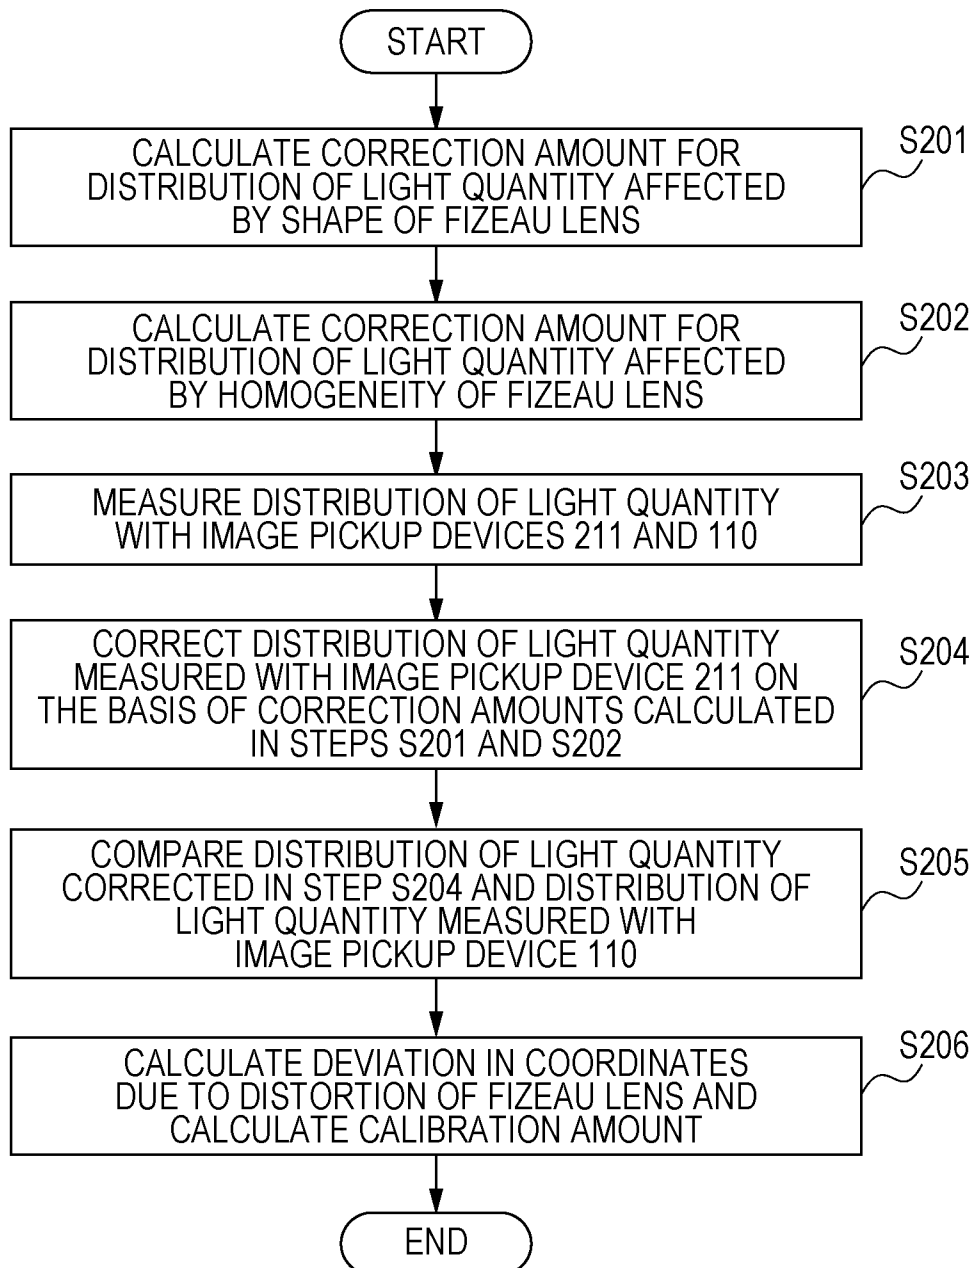 START
CALCULATE CORRECTION AMOUNT FOR
DISTRIBUTION OF LIGHT QUANTITY AFFECTED
BY SHAPE OF FIZEAU LENS
S201
CALCULATE CORRECTION AMOUNT FOR
DISTRIBUTION OF LIGHT QUANTITY AFFECTED
BY HOMOGENEITY OF FIZEAU LENS
S202
MEASURE DISTRIBUTION OF LIGHT QUANTITY
WITH IMAGE PICKUP DEVICES 211 AND 110
S203
CORRECT DISTRIBUTION OF LIGHT QUANTITY
MEASURED WITH IMAGE PICKUP DEVICE 211 ON
THE BASIS OF CORRECTION AMOUNTS CALCULATED
IN STEPS S201 AND S202
S204
COMPARE DISTRIBUTION OF LIGHT QUANTITY
CORRECTED IN STEP S204 AND DISTRIBUTION OF
LIGHT QUANTITY MEASURED WITH
IMAGE PICKUP DEVICE 110
S205
CALCULATE DEVIATION IN COORDINATES
DUE TO DISTORTION OF FIZEAU LENS AND
CALCULATE CALIBRATION AMOUNT
S206
END